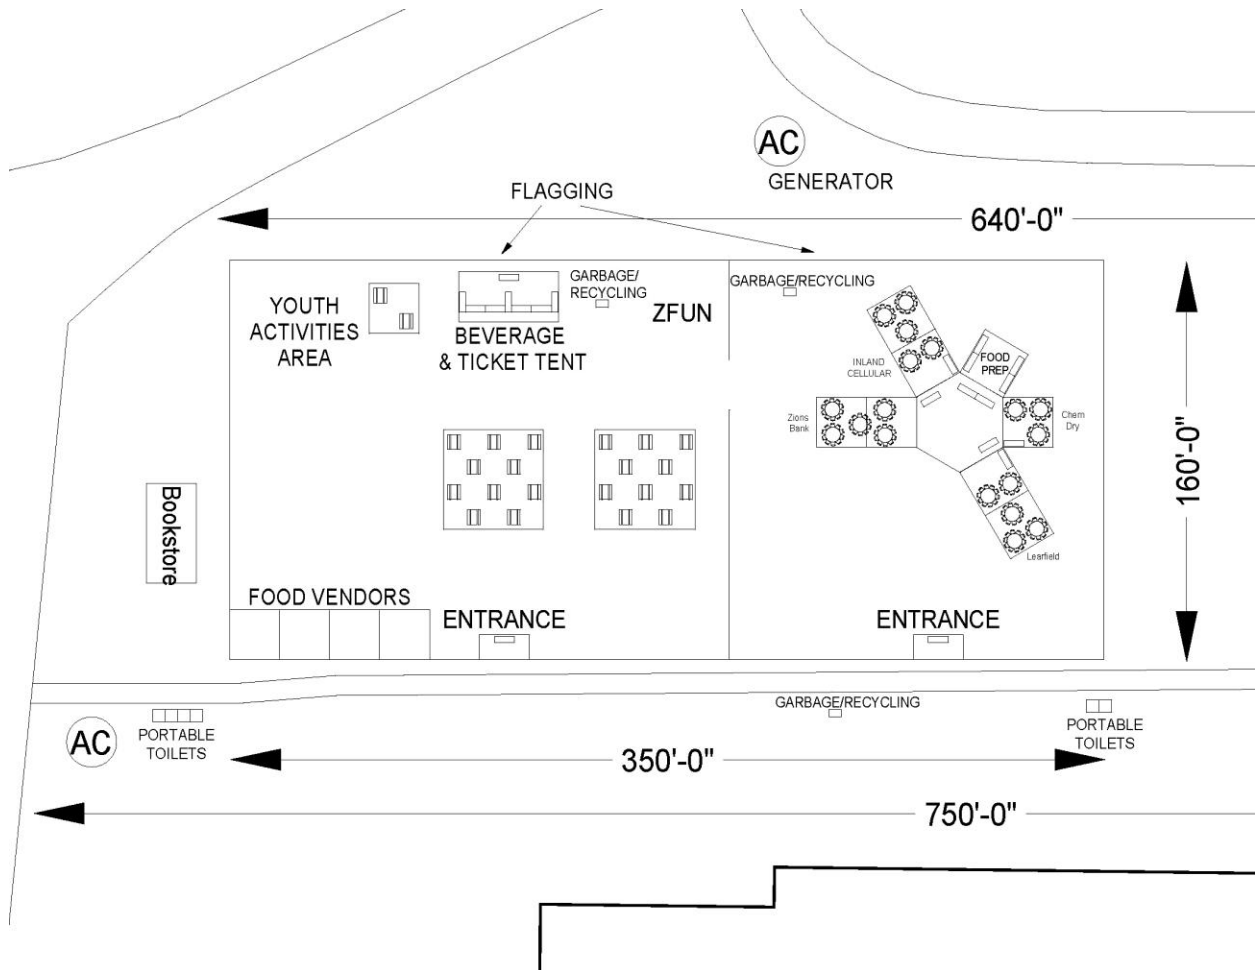 AC
GENERATOR
FLAGGING
640'-0"
GARBAGE/
RECYCLING
GARBAGE/RECYCLING
YOUTH
ACTIVITIES
AREA
BEVERAGE
& TICKET TENT
ZFUN
INLAND
CELLULAR
FOOD
PREP
Zions
Bank
Chem
Dry
160'-0"
Bookstore
Learfield
FOOD VENDORS
ENTRANCE
ENTRANCE
GARBAGE/RECYCLING
AC
PORTABLE
TOILETS
PORTABLE
TOILETS
350'-0"
750'-0"